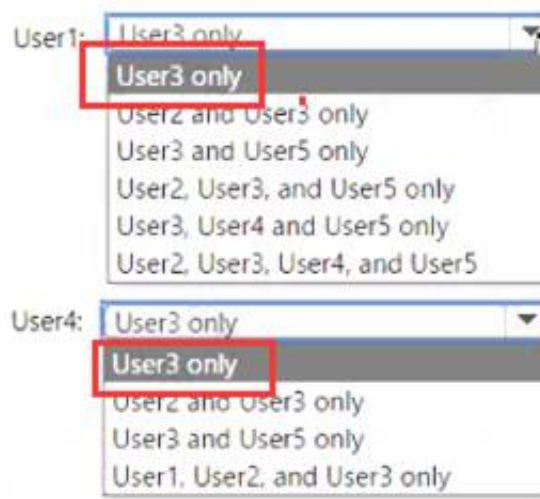 User1: User3 only
User3 only
User2 and User3 only
User3 and User5 only
User2, User3, and User5 only
User3, User4 and User5 only
User2, User3, User4, and User5
User4: User3 only
User3 only
User2 and User3 only
User3 and User5 only
User1, User2, and User3 only